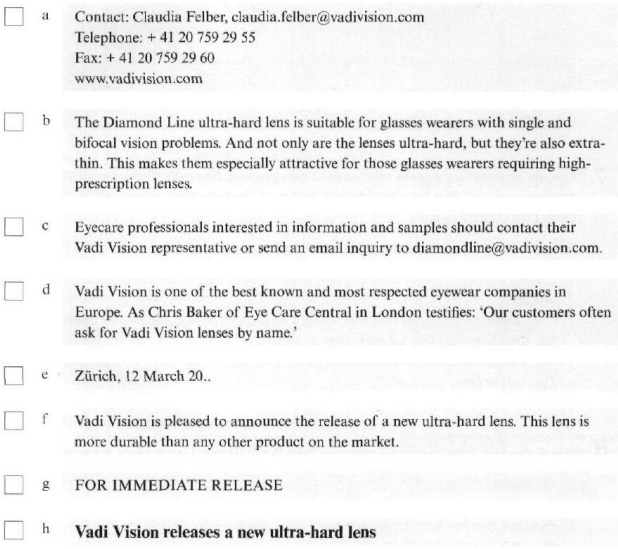 a Contact: Claudia Felber, claudia.felber@vadivision.com
Telephone: + 41 20 759 29 55
Fax: + 41 20 759 29 60
www.vadivision.com
b The Diamond Line ultra-hard lens is suitable for glasses wearers with single and
bifocal vision problems. And not only are the lenses ultra-hard, but they're also extra-
thin. This makes them especially attractive for those glasses wearers requiring high-
prescription lenses.
c Eyecare professionals interested in information and samples should contact their
Vadi Vision representative or send an email inquiry to diamondline@vadivision.com.
d Vadi Vision is one of the best known and most respected eyewear companies in
Europe. As Chris Baker of Eye Care Central in London testifies: 'Our customers often
ask for Vadi Vision lenses by name.'
e Zürich, 12 March 20..
f Vadi Vision is pleased to announce the release of a new ultra-hard lens. This lens is
more durable than any other product on the market.
g FOR IMMEDIATE RELEASE
h Vadi Vision releases a new ultra-hard lens